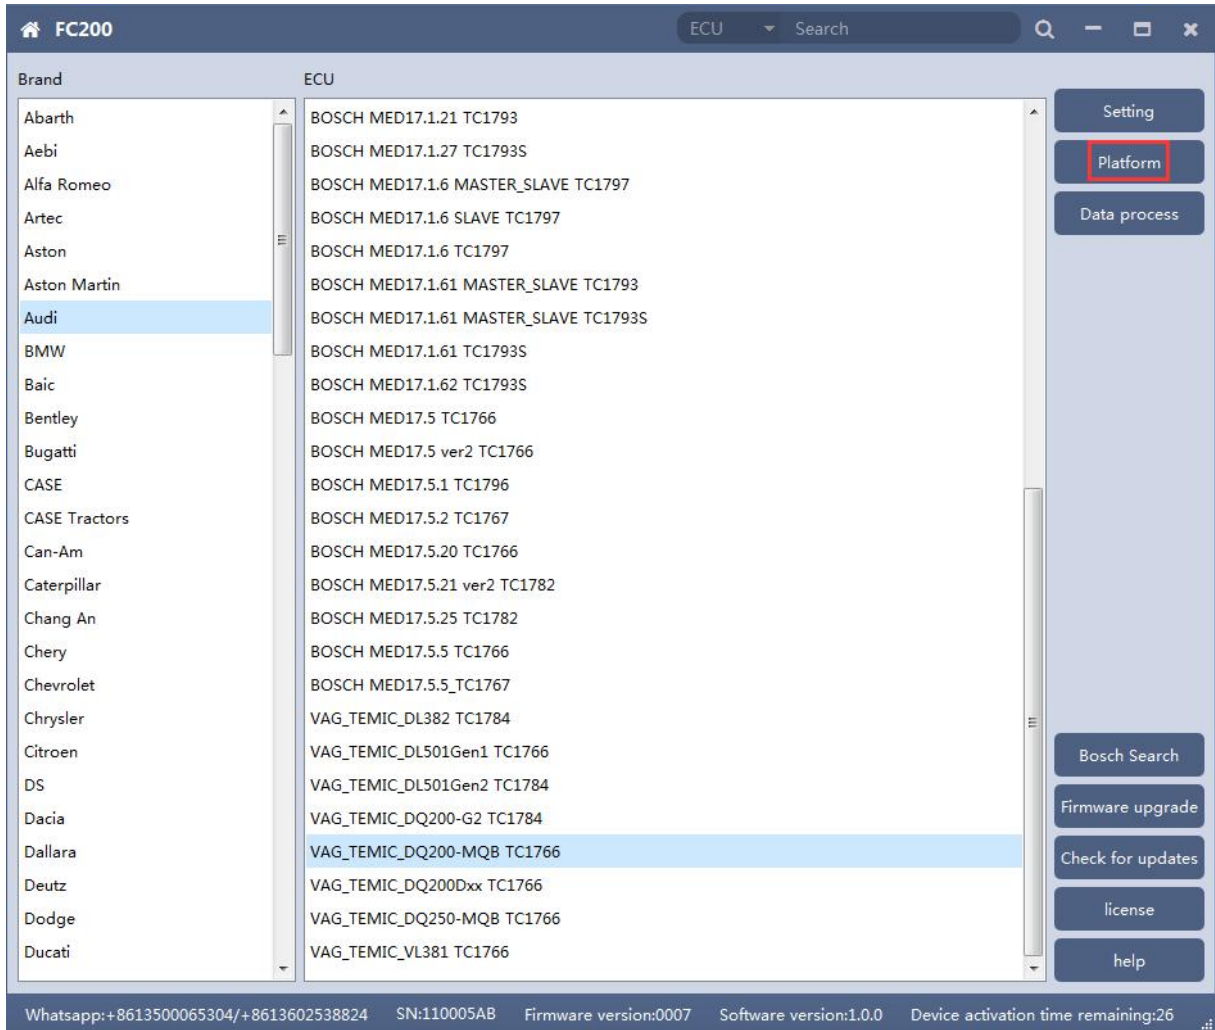 FC200
ECU
Search
Brand
ECU
Abarth
Aebi
Alfa Romeo
Artec
Aston
Aston Martin
Audi
BMW
Baic
Bentley
Bugatti
CASE
CASE Tractors
Can-Am
Caterpillar
Chang An
Chery
Chevrolet
Chrysler
Citroen
DS
Dacia
Dallara
Deutz
Dodge
Ducati
BOSCH MED17.1.21 TC1793
BOSCH MED17.1.27 TC1793S
BOSCH MED17.1.6 MASTER_SLAVE TC1797
BOSCH MED17.1.6 SLAVE TC1797
BOSCH MED17.1.6 TC1797
BOSCH MED17.1.61 MASTER_SLAVE TC1793
BOSCH MED17.1.61 MASTER_SLAVE TC1793S
BOSCH MED17.1.61 TC1793S
BOSCH MED17.1.62 TC1793S
BOSCH MED17.5 TC1766
BOSCH MED17.5 ver2 TC1766
BOSCH MED17.5.1 TC1796
BOSCH MED17.5.2 TC1767
BOSCH MED17.5.20 TC1766
BOSCH MED17.5.21 ver2 TC1782
BOSCH MED17.5.25 TC1782
BOSCH MED17.5.5 TC1766
BOSCH MED17.5.5_TC1767
VAG_TEMIC_DL382 TC1784
VAG_TEMIC_DL501Gen1 TC1766
VAG_TEMIC_DL501Gen2 TC1784
VAG_TEMIC_DQ200-G2 TC1784
VAG_TEMIC_DQ200-MQB TC1766
VAG_TEMIC_DQ200Dxx TC1766
VAG_TEMIC_DQ250-MQB TC1766
VAG_TEMIC_VL381 TC1766
Setting
Platform
Data process
Bosch Search
Firmware upgrade
Check for updates
license
help
Whatsapp:+8613500065304/+8613602538824 SN:110005AB Firmware version:0007 Software version:1.0.0 Device activation time remaining:26